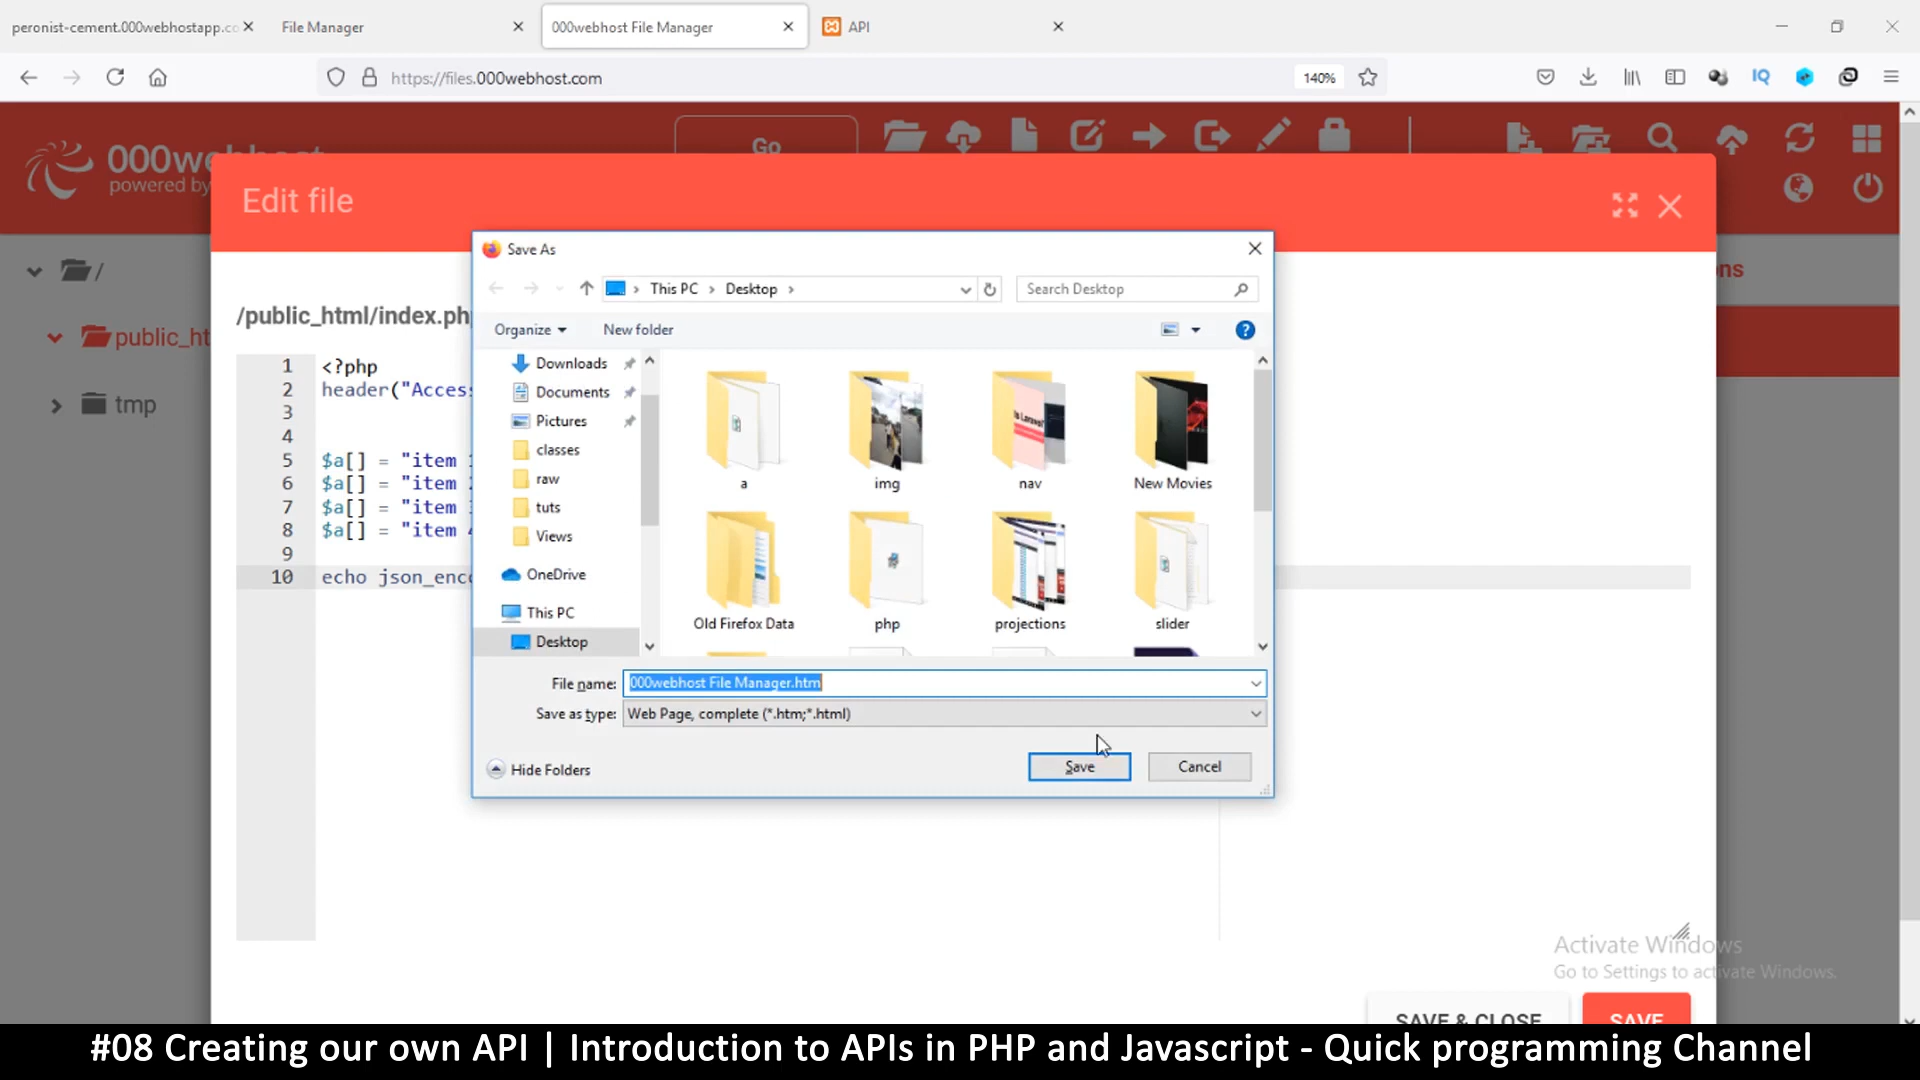 peronist-cement.000webhostapp.co
File Manager
000webhost File Manager
API
https://files.000webhost.com
140%
IQ
000webhost
powered by
Go
Edit file
/
public_ht
tmp
ns
/public_html/index.ph
1 <?php
2 header("Acces
3
4
5 $a[] = "item
6 $a[] = "item
7 $a[] = "item
8 $a[] = "item
9
10 echo json_enc
Save As
This PC > Desktop >
Search Desktop
Organize
New folder
Downloads
Documents
Pictures
classes
raw
tuts
Views
OneDrive
This PC
Desktop
a
img
nav
New Movies
Old Firefox Data
php
projections
slider
File name: 000webhost File Manager.htm
Save as type: Web Page, complete (*.htm;*.html)
Hide Folders
Save
Cancel
Activate Windows
Go to Settings to activate Windows.
SAVE & CLOSE
SAVE
#08 Creating our own API | Introduction to APIs in PHP and Javascript - Quick programming Channel